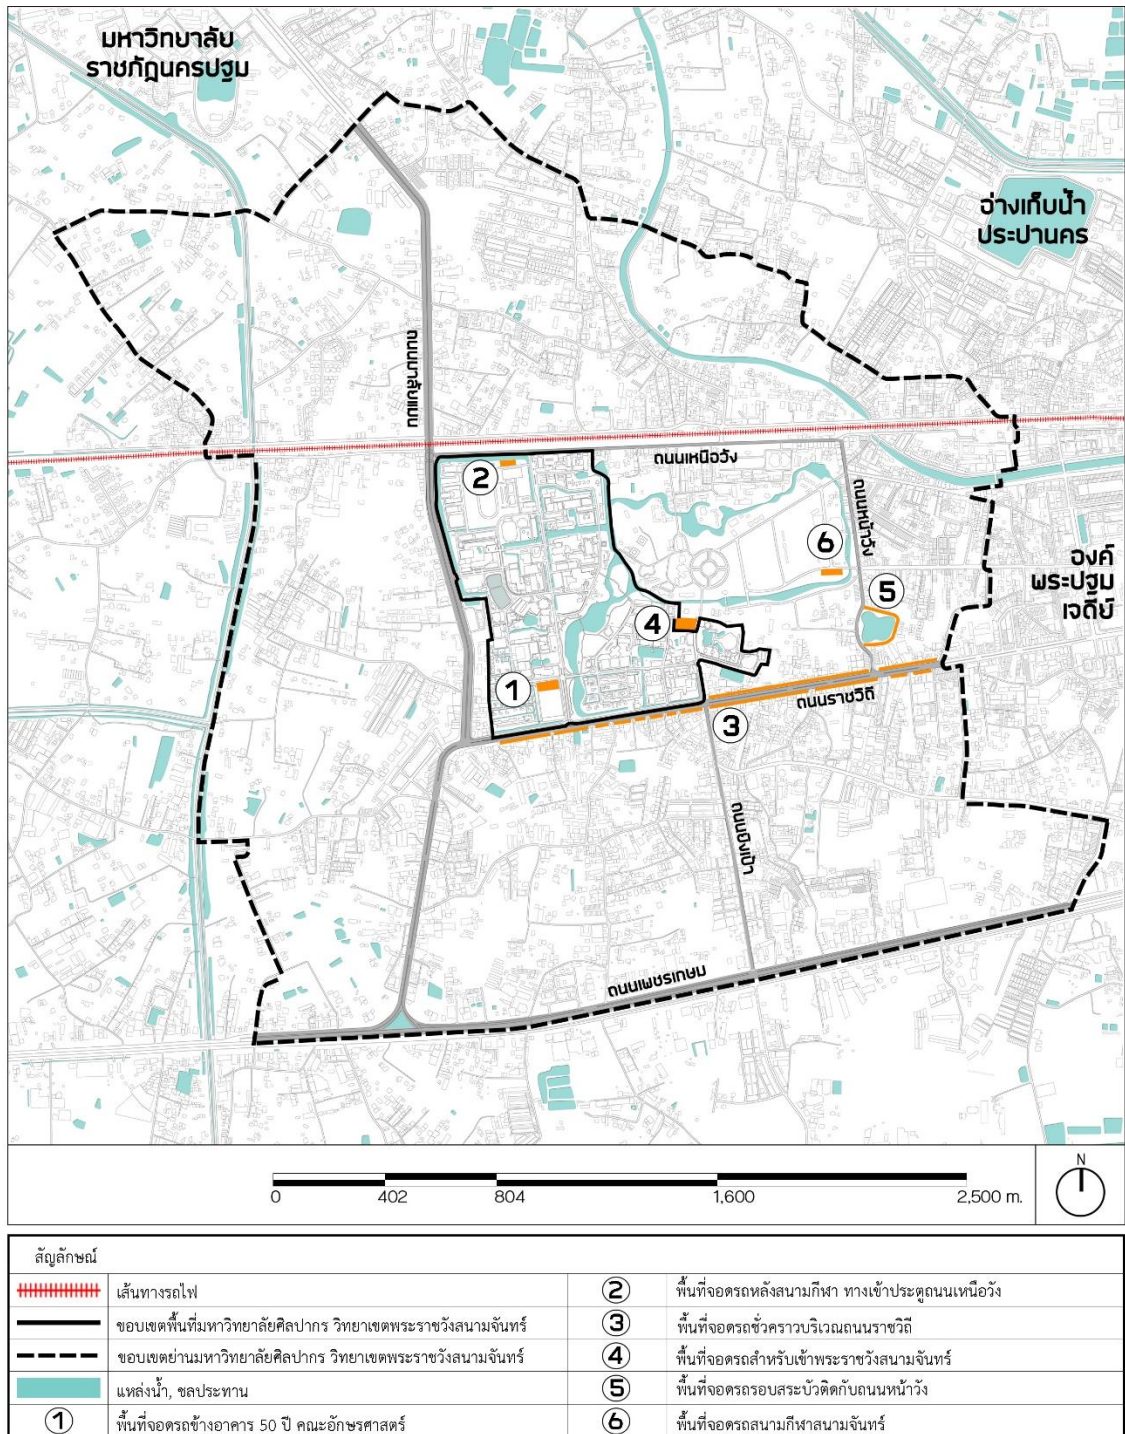 มหาวิทยาลัย
ราชภัฏนครปฐม
อ่างเก็บน้ำ
ประปานคร
ถนนมาลัยแมน
ถนนเหนือวัง
ถนนหน้าวัง
องค์
พระปฐม
เจดีย์
2
6
5
4
1
3
ถนนราชวิถี
ถนนยิงเป้า
ถนนเพชรเกษม
N
0 402 804 1,600 2,500 m.
สัญลักษณ์
เส้นทางรถไฟ
2 พื้นที่จอดรถหลังสนามกีฬา ทางเข้าประตูถนนเหนือวัง
ขอบเขตพื้นที่มหาวิทยาลัยศิลปากร วิทยาเขตพระราชวังสนามจันทร์
3 พื้นที่จอดรถชั่วคราวบริเวณถนนราชวิถี
ขอบเขตย่านมหาวิทยาลัยศิลปากร วิทยาเขตพระราชวังสนามจันทร์
4 พื้นที่จอดรถสำหรับเข้าพระราชวังสนามจันทร์
แหล่งน้ำ, ชลประทาน
5 พื้นที่จอดรถรอบสระบัวติดกับถนนหน้าวัง
1 พื้นที่จอดรถข้างอาคาร 50 ปี คณะอักษรศาสตร์
6 พื้นที่จอดรถสนามกีฬาสนามจันทร์